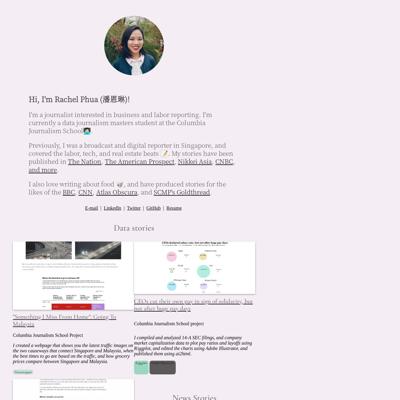 Hi, I'm Rachel Phua (潘恩琳)!
I'm a journalist interested in business and labor reporting. I'm
currently a data journalism masters student at the Columbia
Journalism School👩🏻‍💻
Previously, I was a broadcast and digital reporter in Singapore, and
covered the labor, tech, and real estate beats 📝. My stories have been
published in The Nation, The American Prospect, Nikkei Asia, CNBC,
and more.
I also love writing about food 🥡, and have produced stories for the
likes of the BBC, CNN, Atlas Obscura, and SCMP's Goldthread.
E-mail | LinkedIn | Twitter | GitHub | Resume
Data stories
"Something I Miss From Home": Going To
Malaysia
Columbia Journalism School Project
I created a webpage that shows you the latest traffic images on
the two causeways that connect Singapore and Malaysia, when
the best times to go are based on the traffic, and how grocery
prices compare between Singapore and Malaysia.
CEOs cut their own pay in sign of solidarity, but
not after huge pay days
Columbia Journalism School project
I compiled and analyzed 14-A SEC filings, and company
market capitalization data to plot pay ratios and layoffs using
R/ggplot, and edited the charts using Adobe Illustrator, and
published them using ai2html.
News Stories